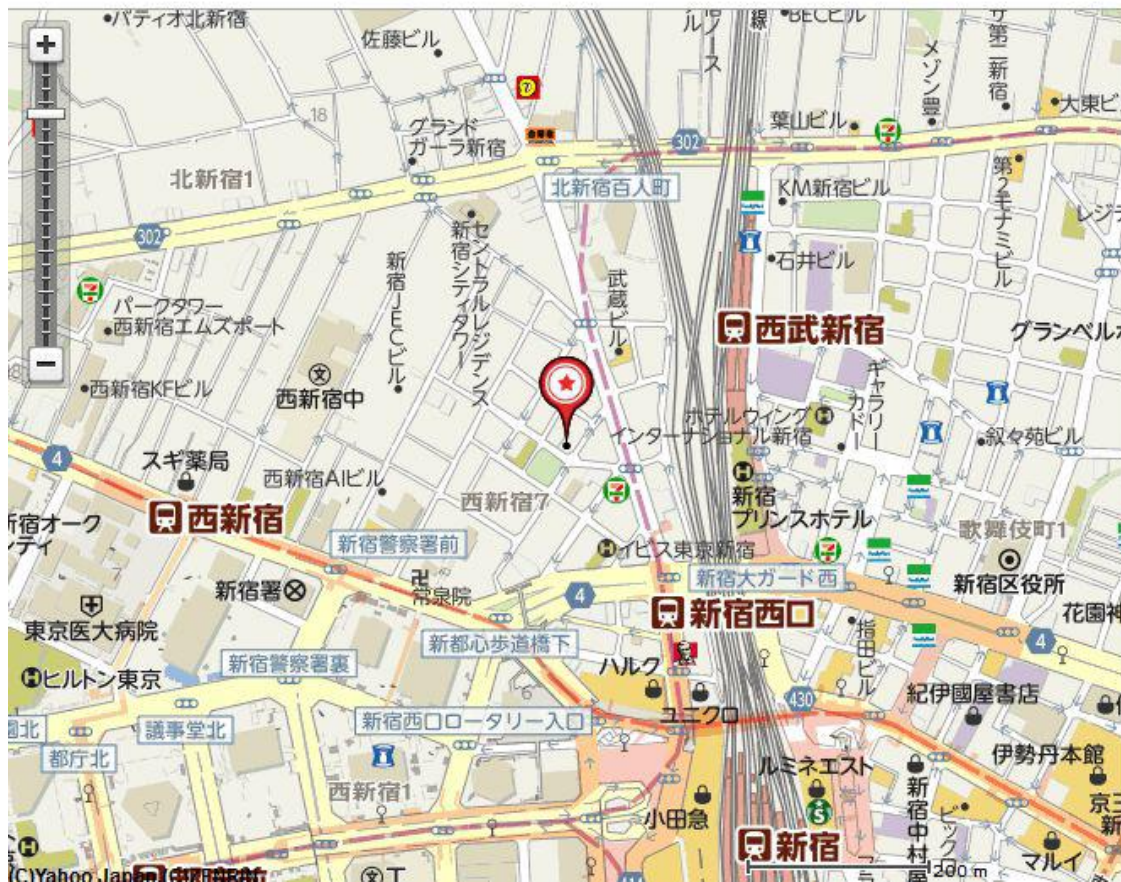 パティオ北新宿
佐藤ビル
BECビル
メゾン豊
大東ビ
18
グランド
ガーラ新宿
302
葉山ビル
北新宿1
北新宿百人町
KM新宿ビル
第2モナミビル
レジデ
302
セントラルレジデンス
新宿シティタワー
石井ビル
新宿JECビル
武蔵ビル
パークタワー
西新宿エムズポート
西武新宿
グランベル
西新宿KFビル
西新宿中
ギャラリー
カドー
ホテルウィング
インターナショナル新宿
叙々苑ビル
4
スギ薬局
西新宿AIビル
西新宿7
新宿
プリンスホテル
西新宿
歌舞伎町1
新宿オーク
新宿警察署前
イビス東京新宿
新宿大ガード西
新宿区役所
新宿署
常泉院
4
新宿西口
花園神
東京医大病院
新都心歩道橋下
指田ビル
4
新宿警察署裏
ハルク
ヒルトン東京
紀伊國屋書店
ユニクロ
430
新宿西口ロータリー入口
議事堂北
伊勢丹本館
都庁北
ルミネエスト
西新宿1
新宿中村屋
小田急
ビック
新宿
マルイ
200 m
(C)Yahoo Japan